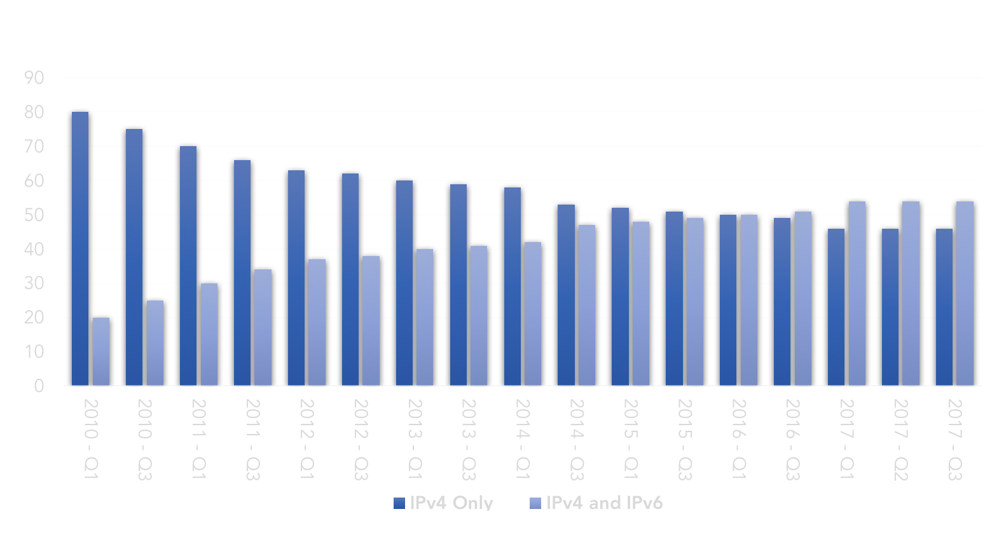 90
80
70
60
50
40
30
20
10
0
2010 - Q1
2010 - Q3
2011 - Q1
2011 - Q3
2012 - Q1
2012 - Q3
2013 - Q1
2013 - Q3
2014 - Q1
2014 - Q3
2015 - Q1
2015 - Q3
2016 - Q1
2016 - Q3
2017 - Q1
2017 - Q2
2017 - Q3
IPv4 Only
IPv4 and IPv6